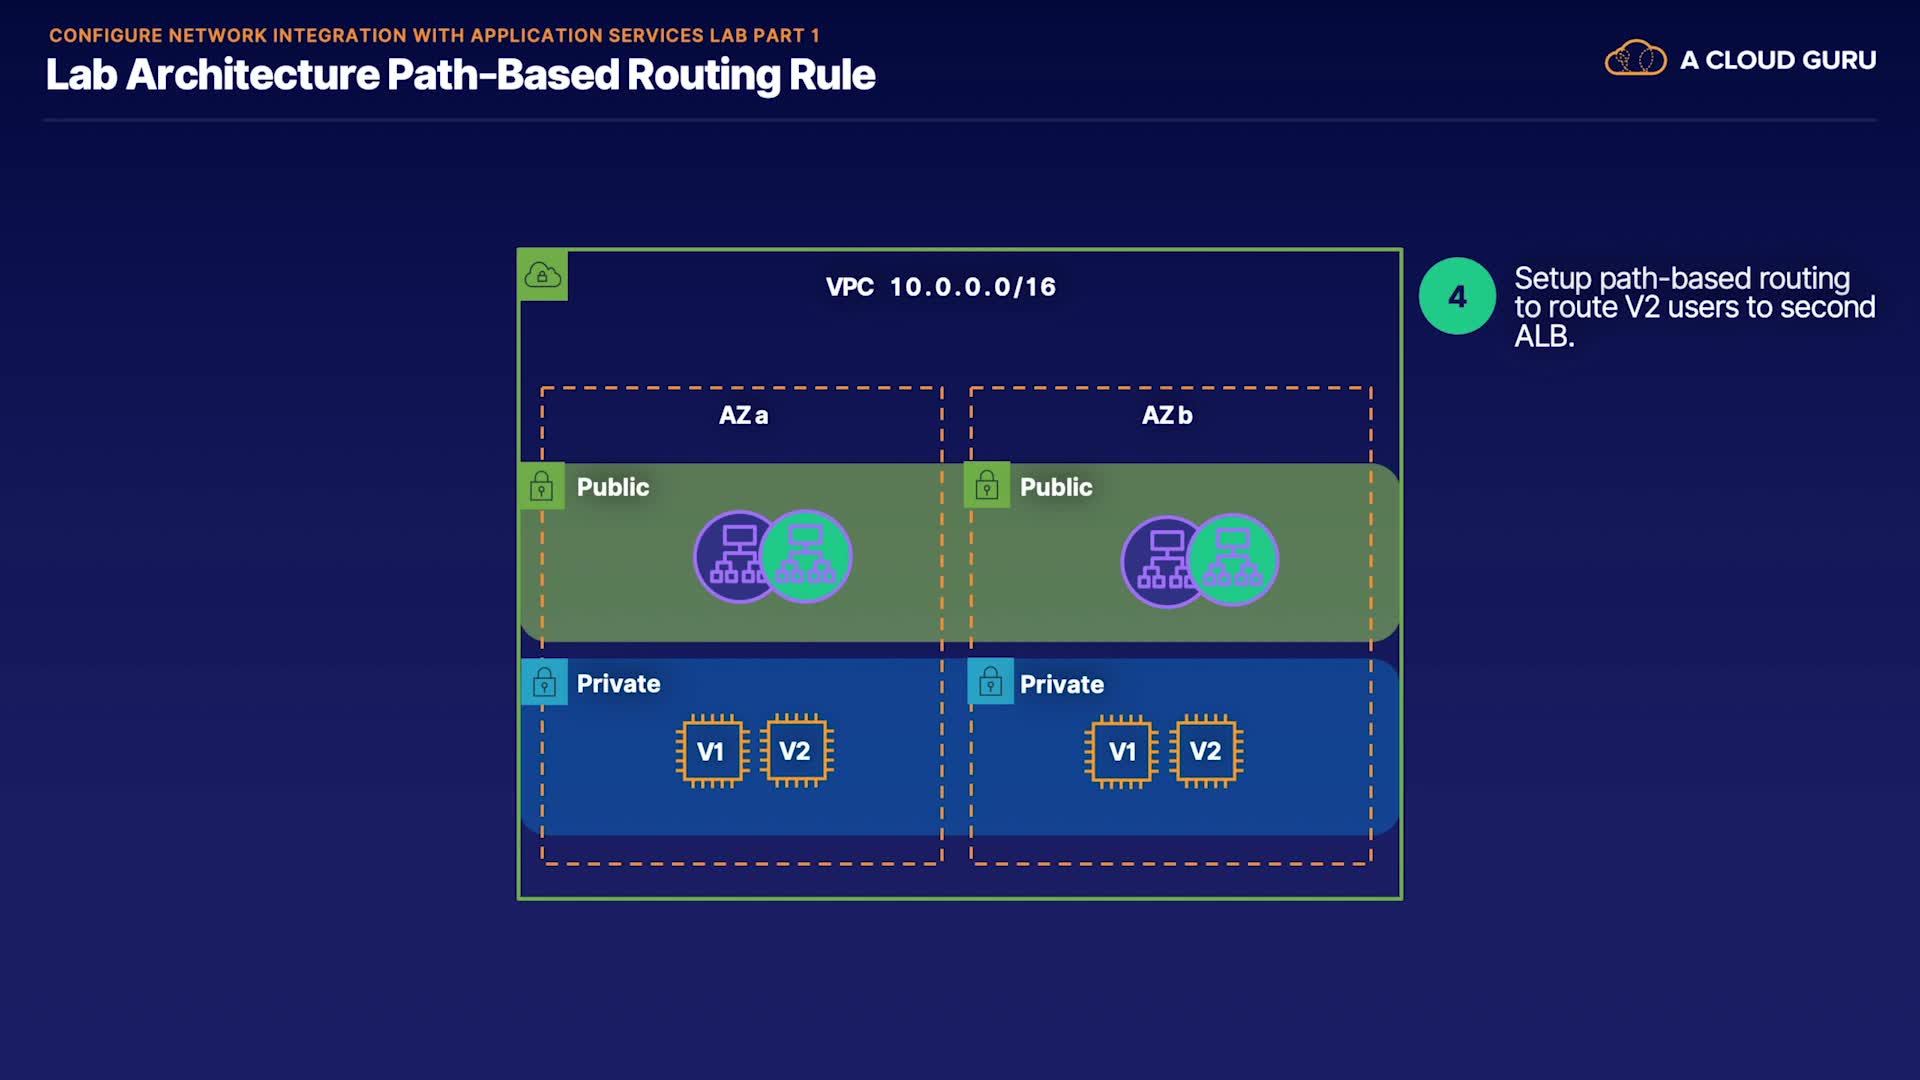 CONFIGURE NETWORK INTEGRATION WITH APPLICATION SERVICES LAB PART 1
Lab Architecture Path-Based Routing Rule
A CLOUD GURU
VPC 10.0.0.0/16
4
Setup path-based routing
to route V2 users to second
ALB.
AZ a
AZ b
Public
Public
Private
Private
V1
V2
V1
V2